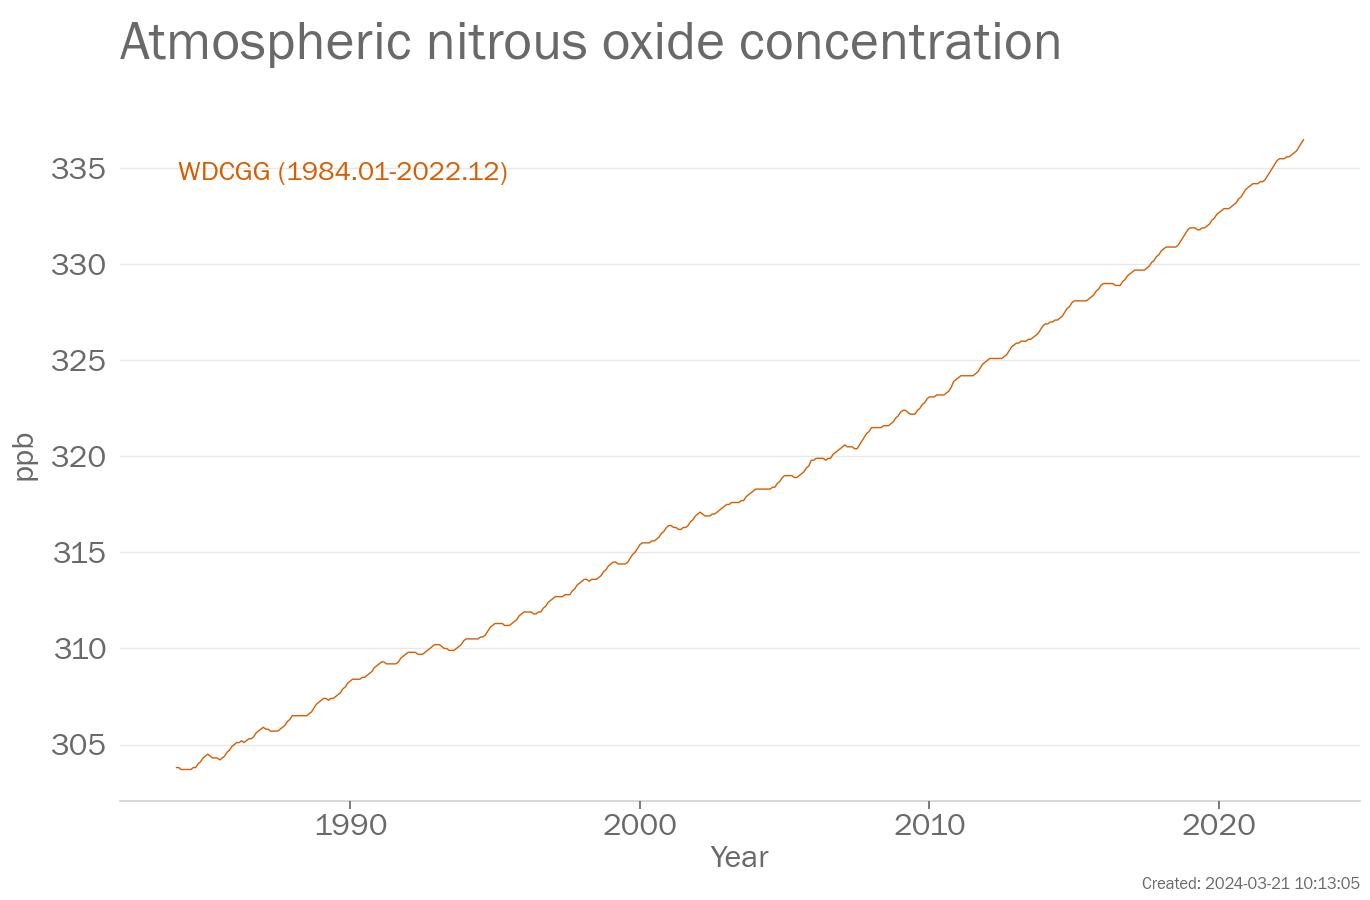 Atmospheric nitrous oxide concentration
335
WDCGG (1984.01-2022.12)
330
325
ppb
320
315
310
305
1990
2000
2010
2020
Year
Created: 2024-03-21 10:13:05